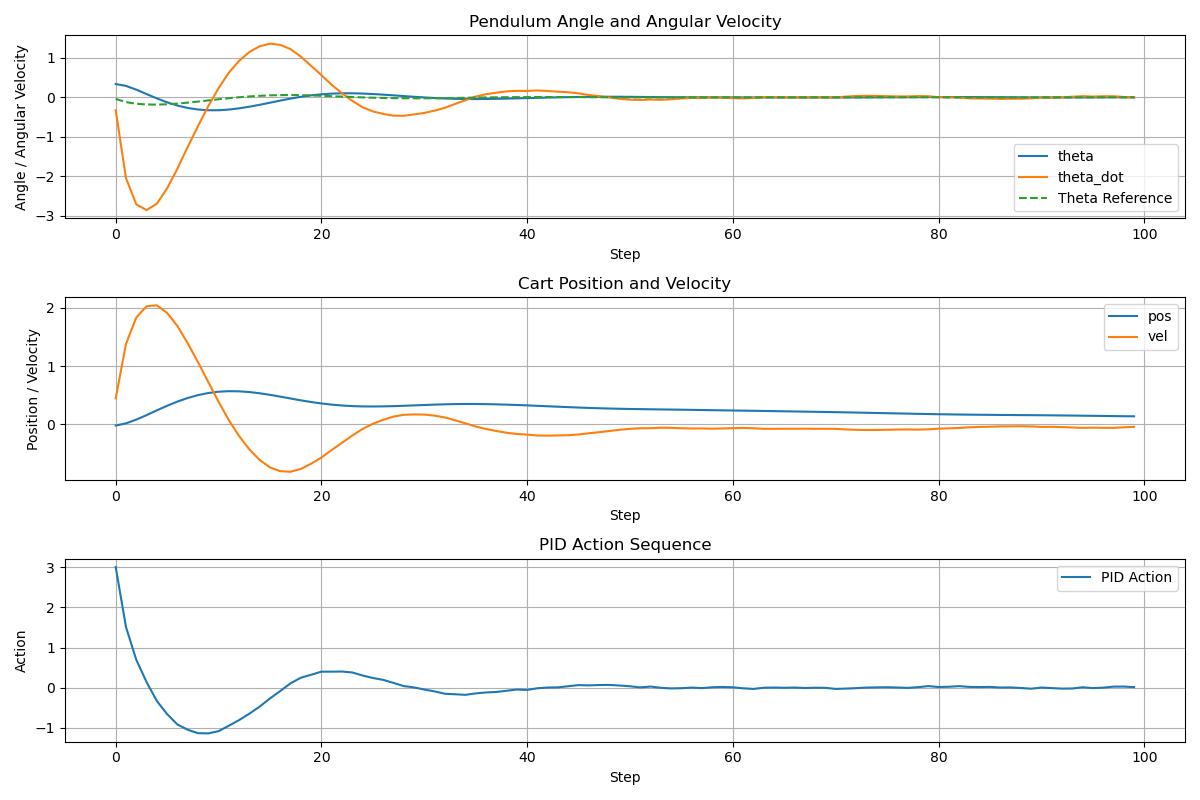 Pendulum Angle and Angular Velocity
Angle / Angular Velocity
1
0
−1
−2
−3
theta
theta_dot
Theta Reference
0 20 40 60 80 100
Step
Cart Position and Velocity
Position / Velocity
2
1
0
pos
vel
0 20 40 60 80 100
Step
PID Action Sequence
Action
3
2
1
0
−1
PID Action
0 20 40 60 80 100
Step